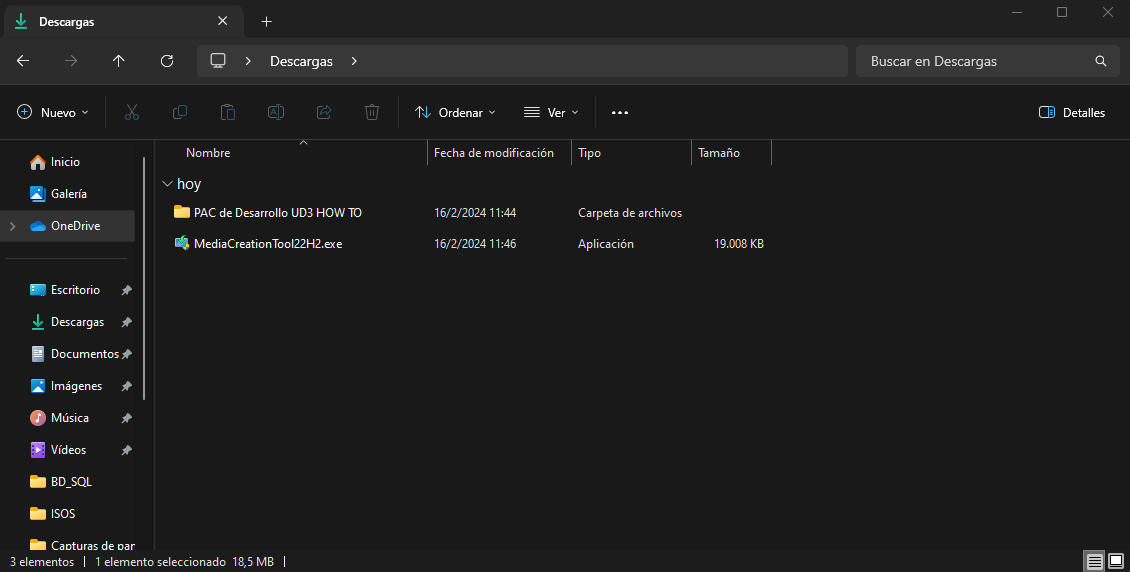 Descargas
Descargas
Buscar en Descargas
Nuevo
Ordenar
Ver
Detalles
Inicio
Galería
OneDrive
Escritorio
Descargas
Documentos
Imágenes
Música
Vídeos
BD_SQL
ISOS
Capturas de pan
Nombre Fecha de modificación Tipo Tamaño
hoy
PAC de Desarrollo UD3 HOW TO 16/2/2024 11:44 Carpeta de archivos
MediaCreationTool22H2.exe 16/2/2024 11:46 Aplicación 19.008 KB
3 elementos 1 elemento seleccionado 18,5 MB